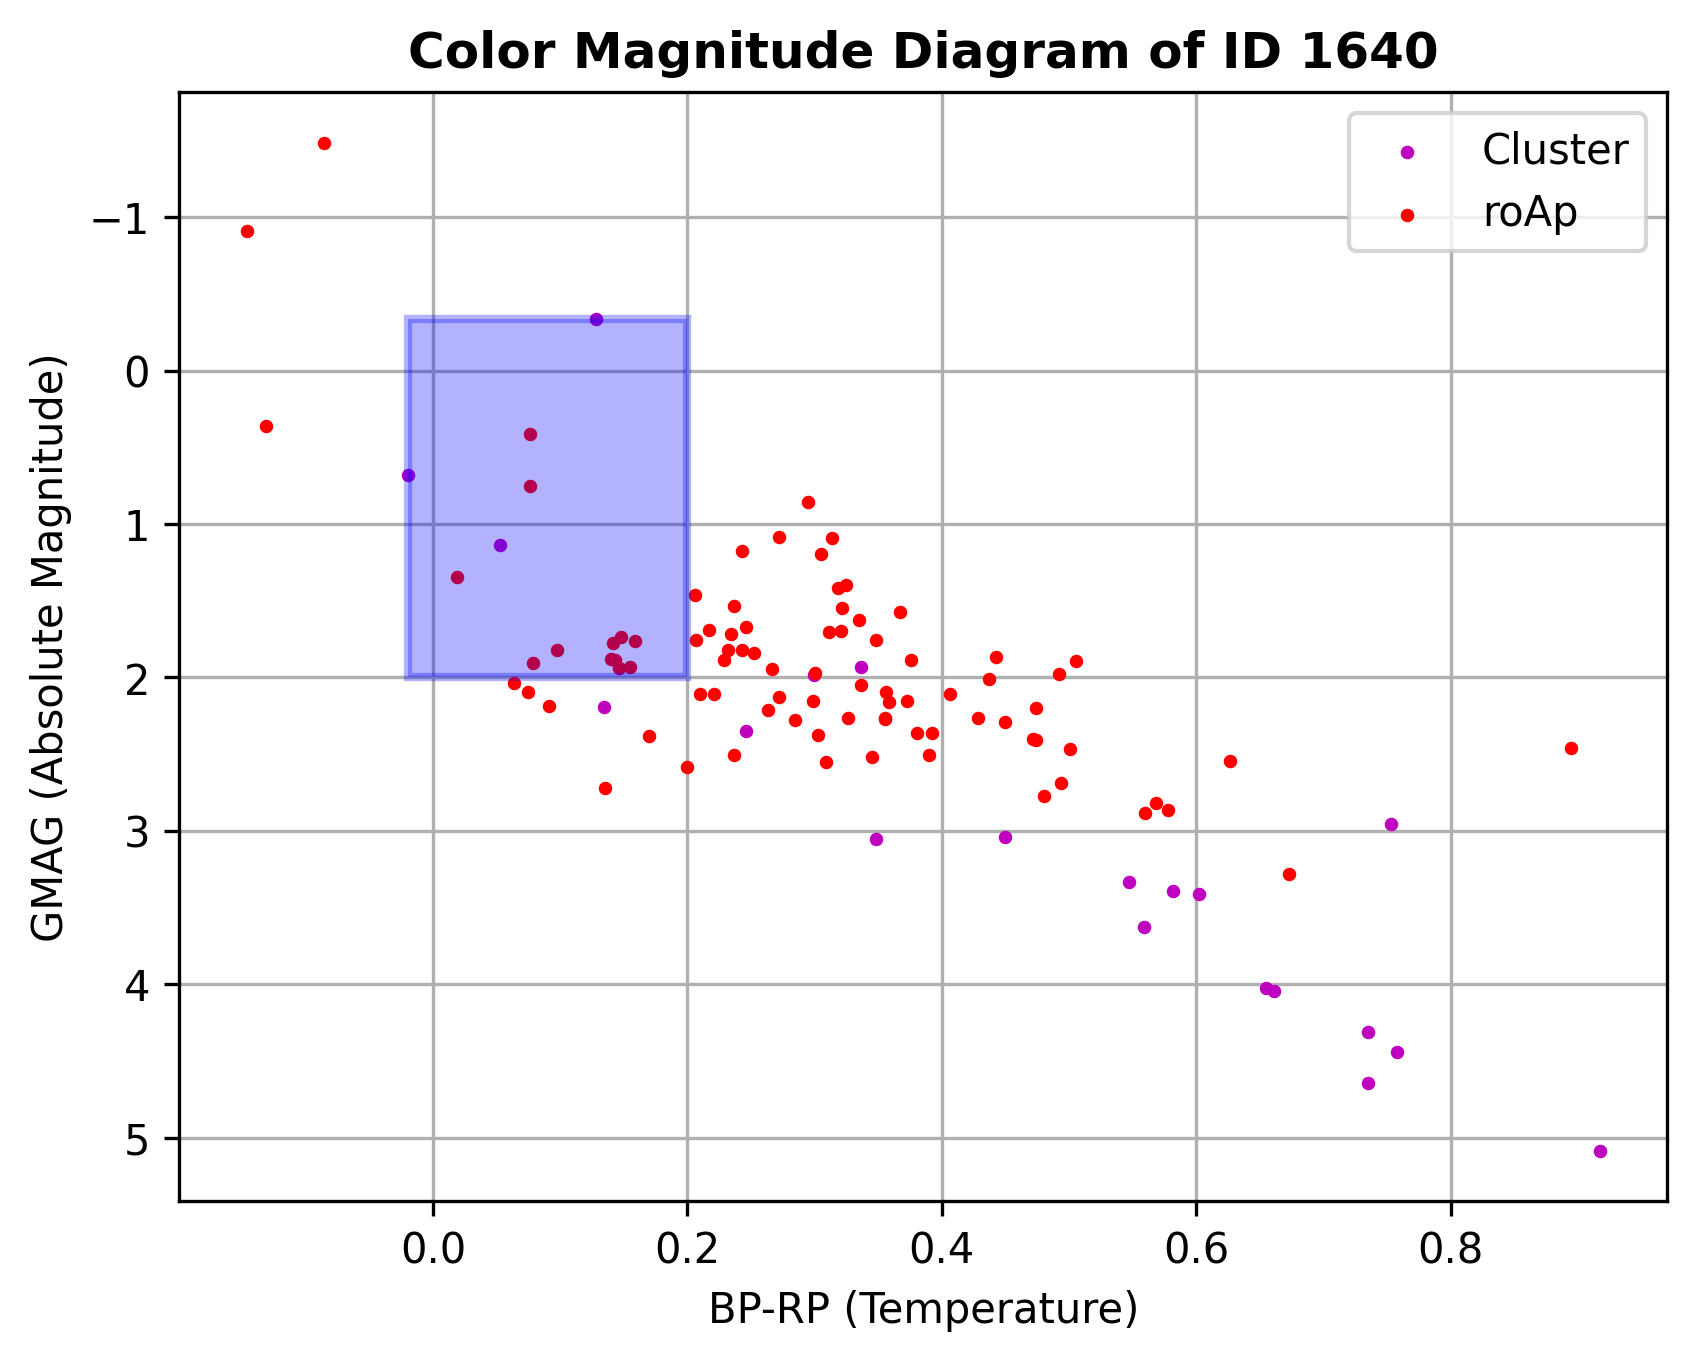 Color Magnitude Diagram of ID 1640
Cluster
roAp
−1
0
1
2
3
4
5
GMAG (Absolute Magnitude)
0.0 0.2 0.4 0.6 0.8
BP-RP (Temperature)